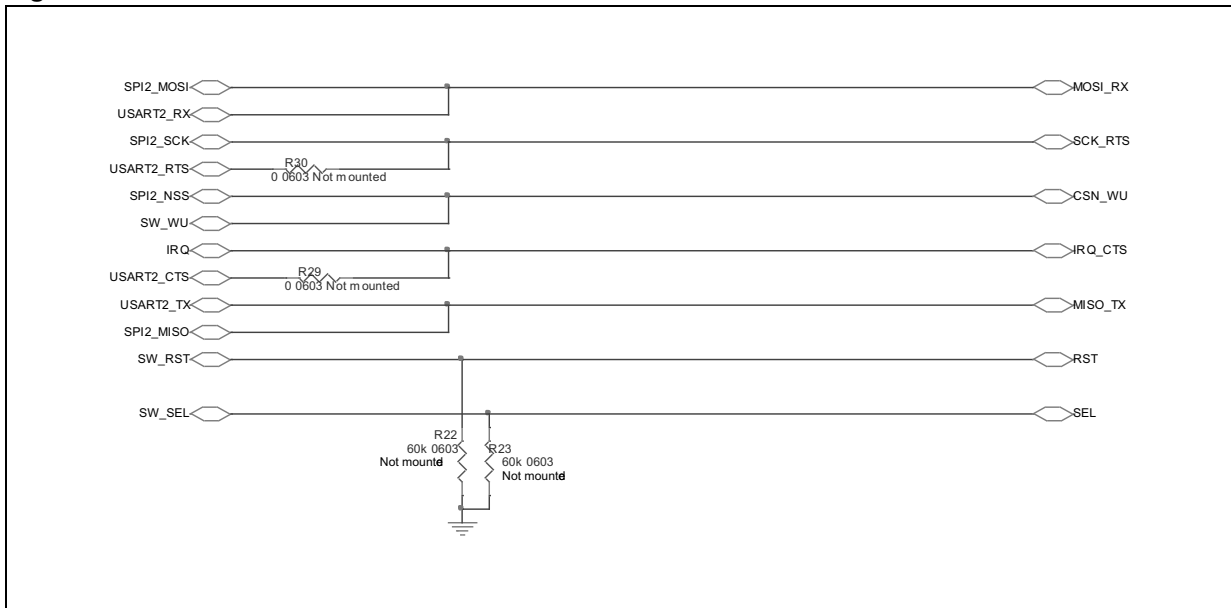 SPI2_MOSI MOSI_RX
USART2_RX
SPI2_SCK SCK_RTS
R30
USART2_RTS
0 0603 Not mounted
SPI2_NSS CSN_WU
SW_WU
IRQ IRQ_CTS
R29
USART2_CTS
0 0603 Not mounted
USART2_TX MISO_TX
SPI2_MISO
SW_RST RST
SW_SEL SEL
R22
60k 0603
Not mounted
R23
60k 0603
Not mounted